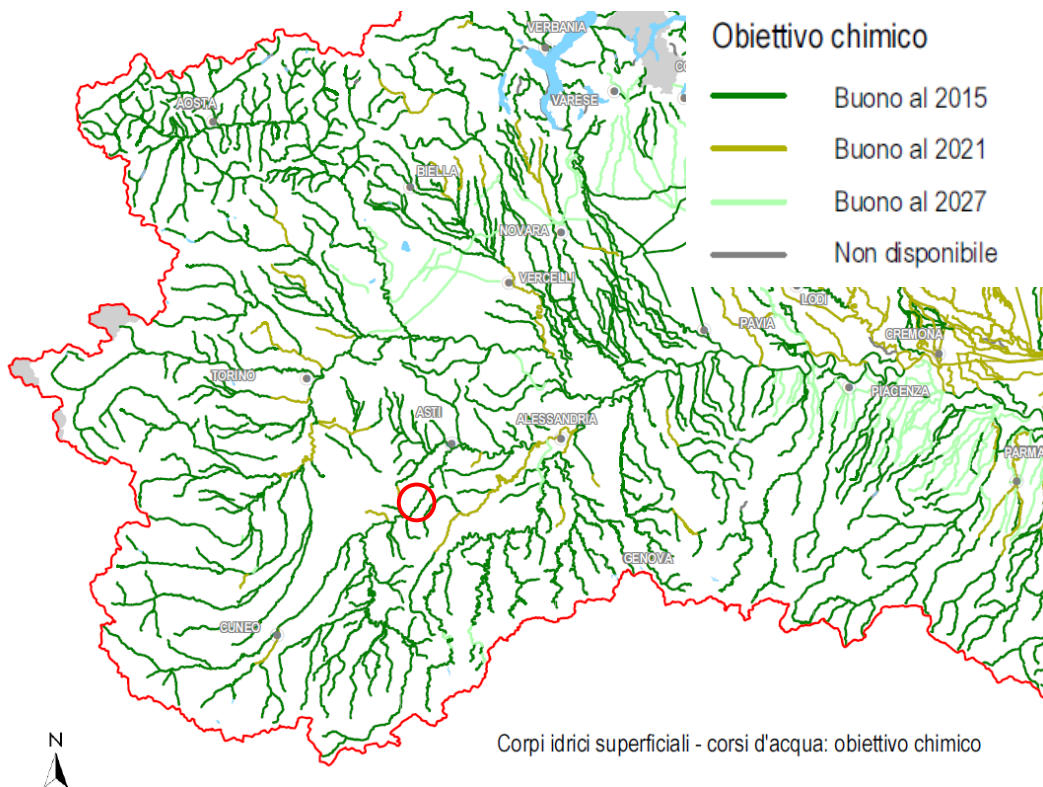 VERBANIA
Obiettivo chimico
CO
AOSTA
VARESE
Buono al 2015
Buono al 2021
BIELLA
Buono al 2027
NOVARA
Non disponibile
VERCELLI
LODI
PAVIA
CREMONA
TORINO
PIACENZA
ASTI
ALESSANDRIA
PARMA
GENOVA
CUNEO
N
Corpi idrici superficiali - corsi d'acqua: obiettivo chimico